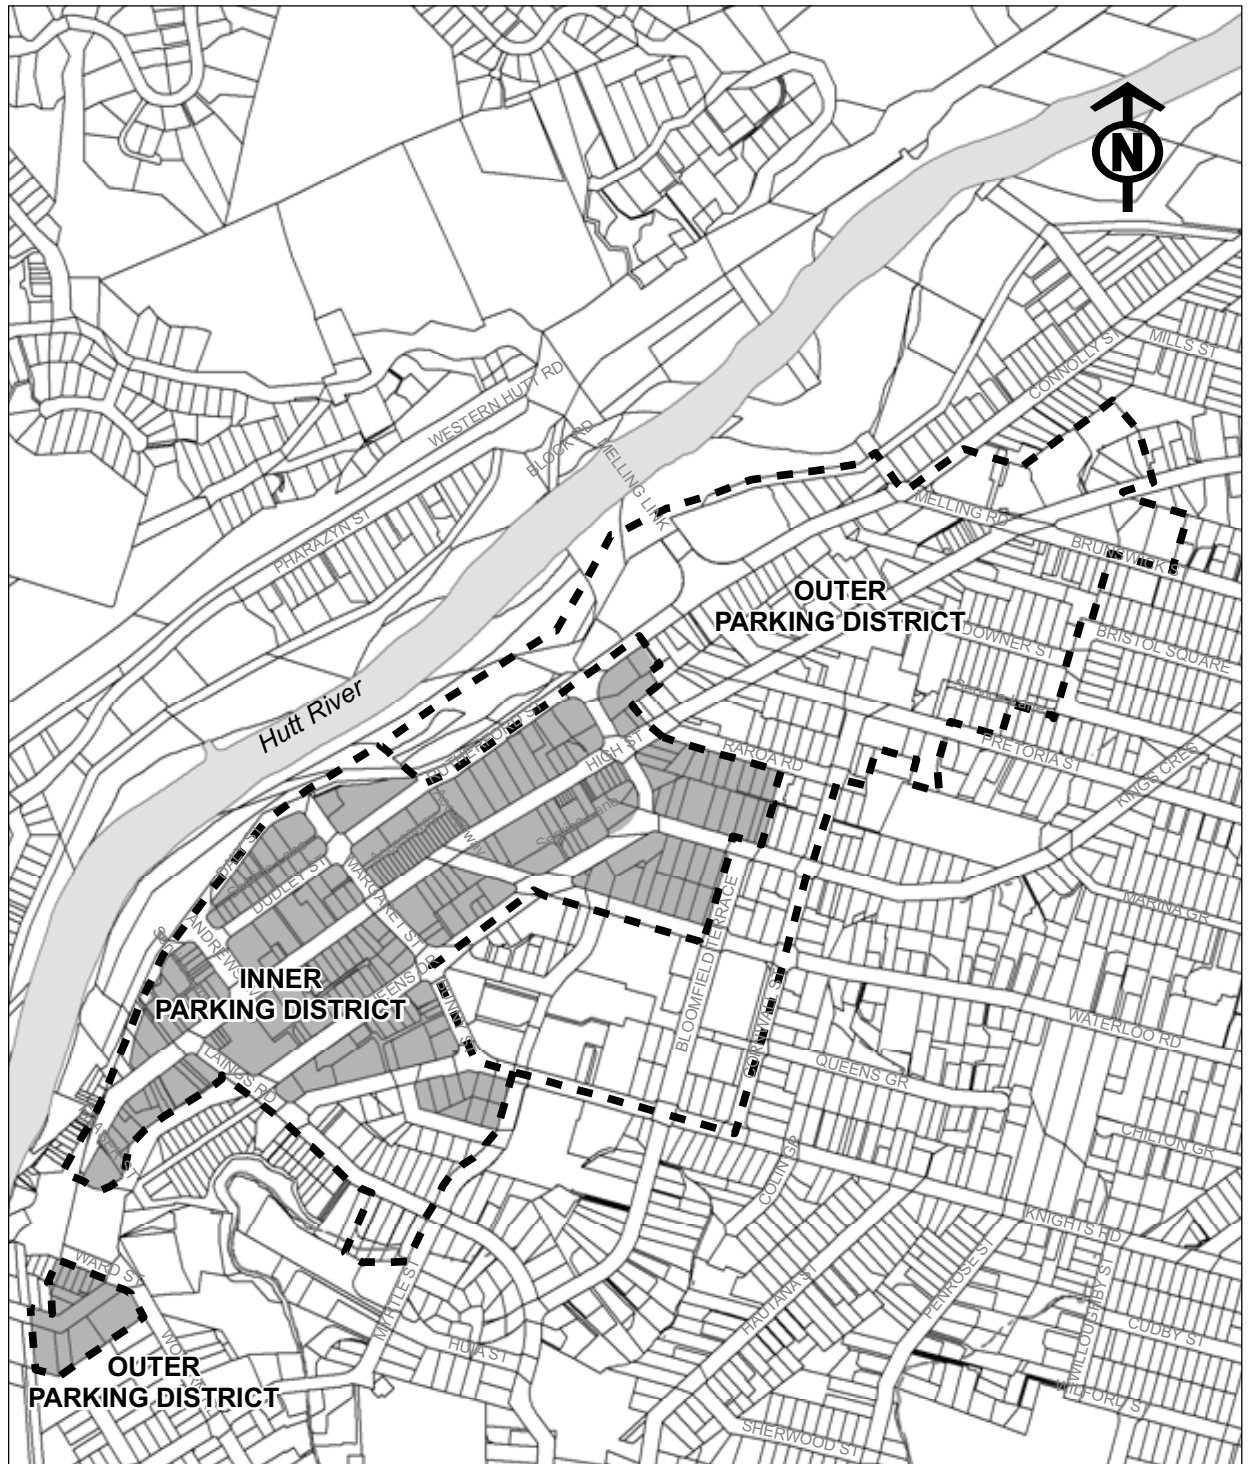 N
MILLS ST
CONNOLLY ST
WESTERN HUTT RD
BLOCK RD
MELLING LINK
MELLING RD
PHARAZYN ST
BRUNSWICK S
OUTER
PARKING DISTRICT
DOWNER ST
BRISTOL SQUARE
Hutt River
HIGH ST
RAROA RD
PRETORIA ST
KINGS CRES
DUDLEY ST
MARGARET ST
MARINA GR
ANDREWS
BLOOMFIELD TERRACE
INNER
PARKING DISTRICT
WATERLOO RD
QUEENS GR
LAINGS RD
CHILTON GR
COLIN GR
KNIGHTS RD
WARD ST
PENROSE ST
HAUTANA ST
WILLOUGHBY ST
MYRTLE ST
CUDBY ST
HUIA ST
OUTER
PARKING DISTRICT
WILFORD ST
SHERWOOD ST